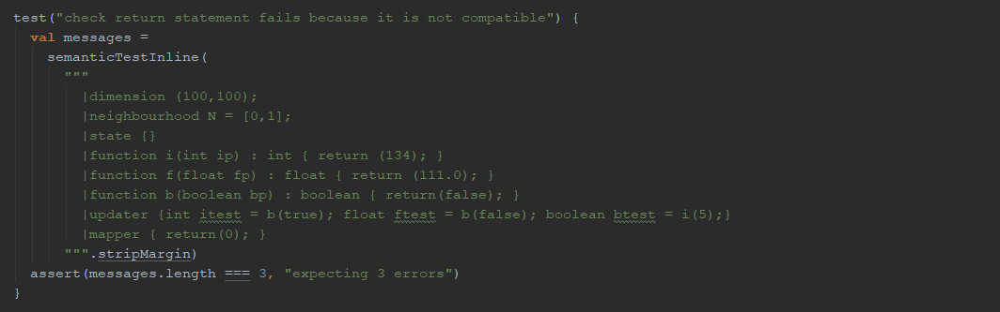 test("check return statement fails because it is not compatible") {
  val messages =
    semanticTestInline(
      """
        |dimension (100,100);
        |neighbourhood N = [0,1];
        |state {}
        |function i(int ip) : int { return (134); }
        |function f(float fp) : float { return (111.0); }
        |function b(boolean bp) : boolean { return(false); }
        |updater {int itest = b(true); float ftest = b(false); boolean btest = i(5);}
        |mapper { return(0); }
      """.stripMargin)
  assert(messages.length === 3, "expecting 3 errors")
}